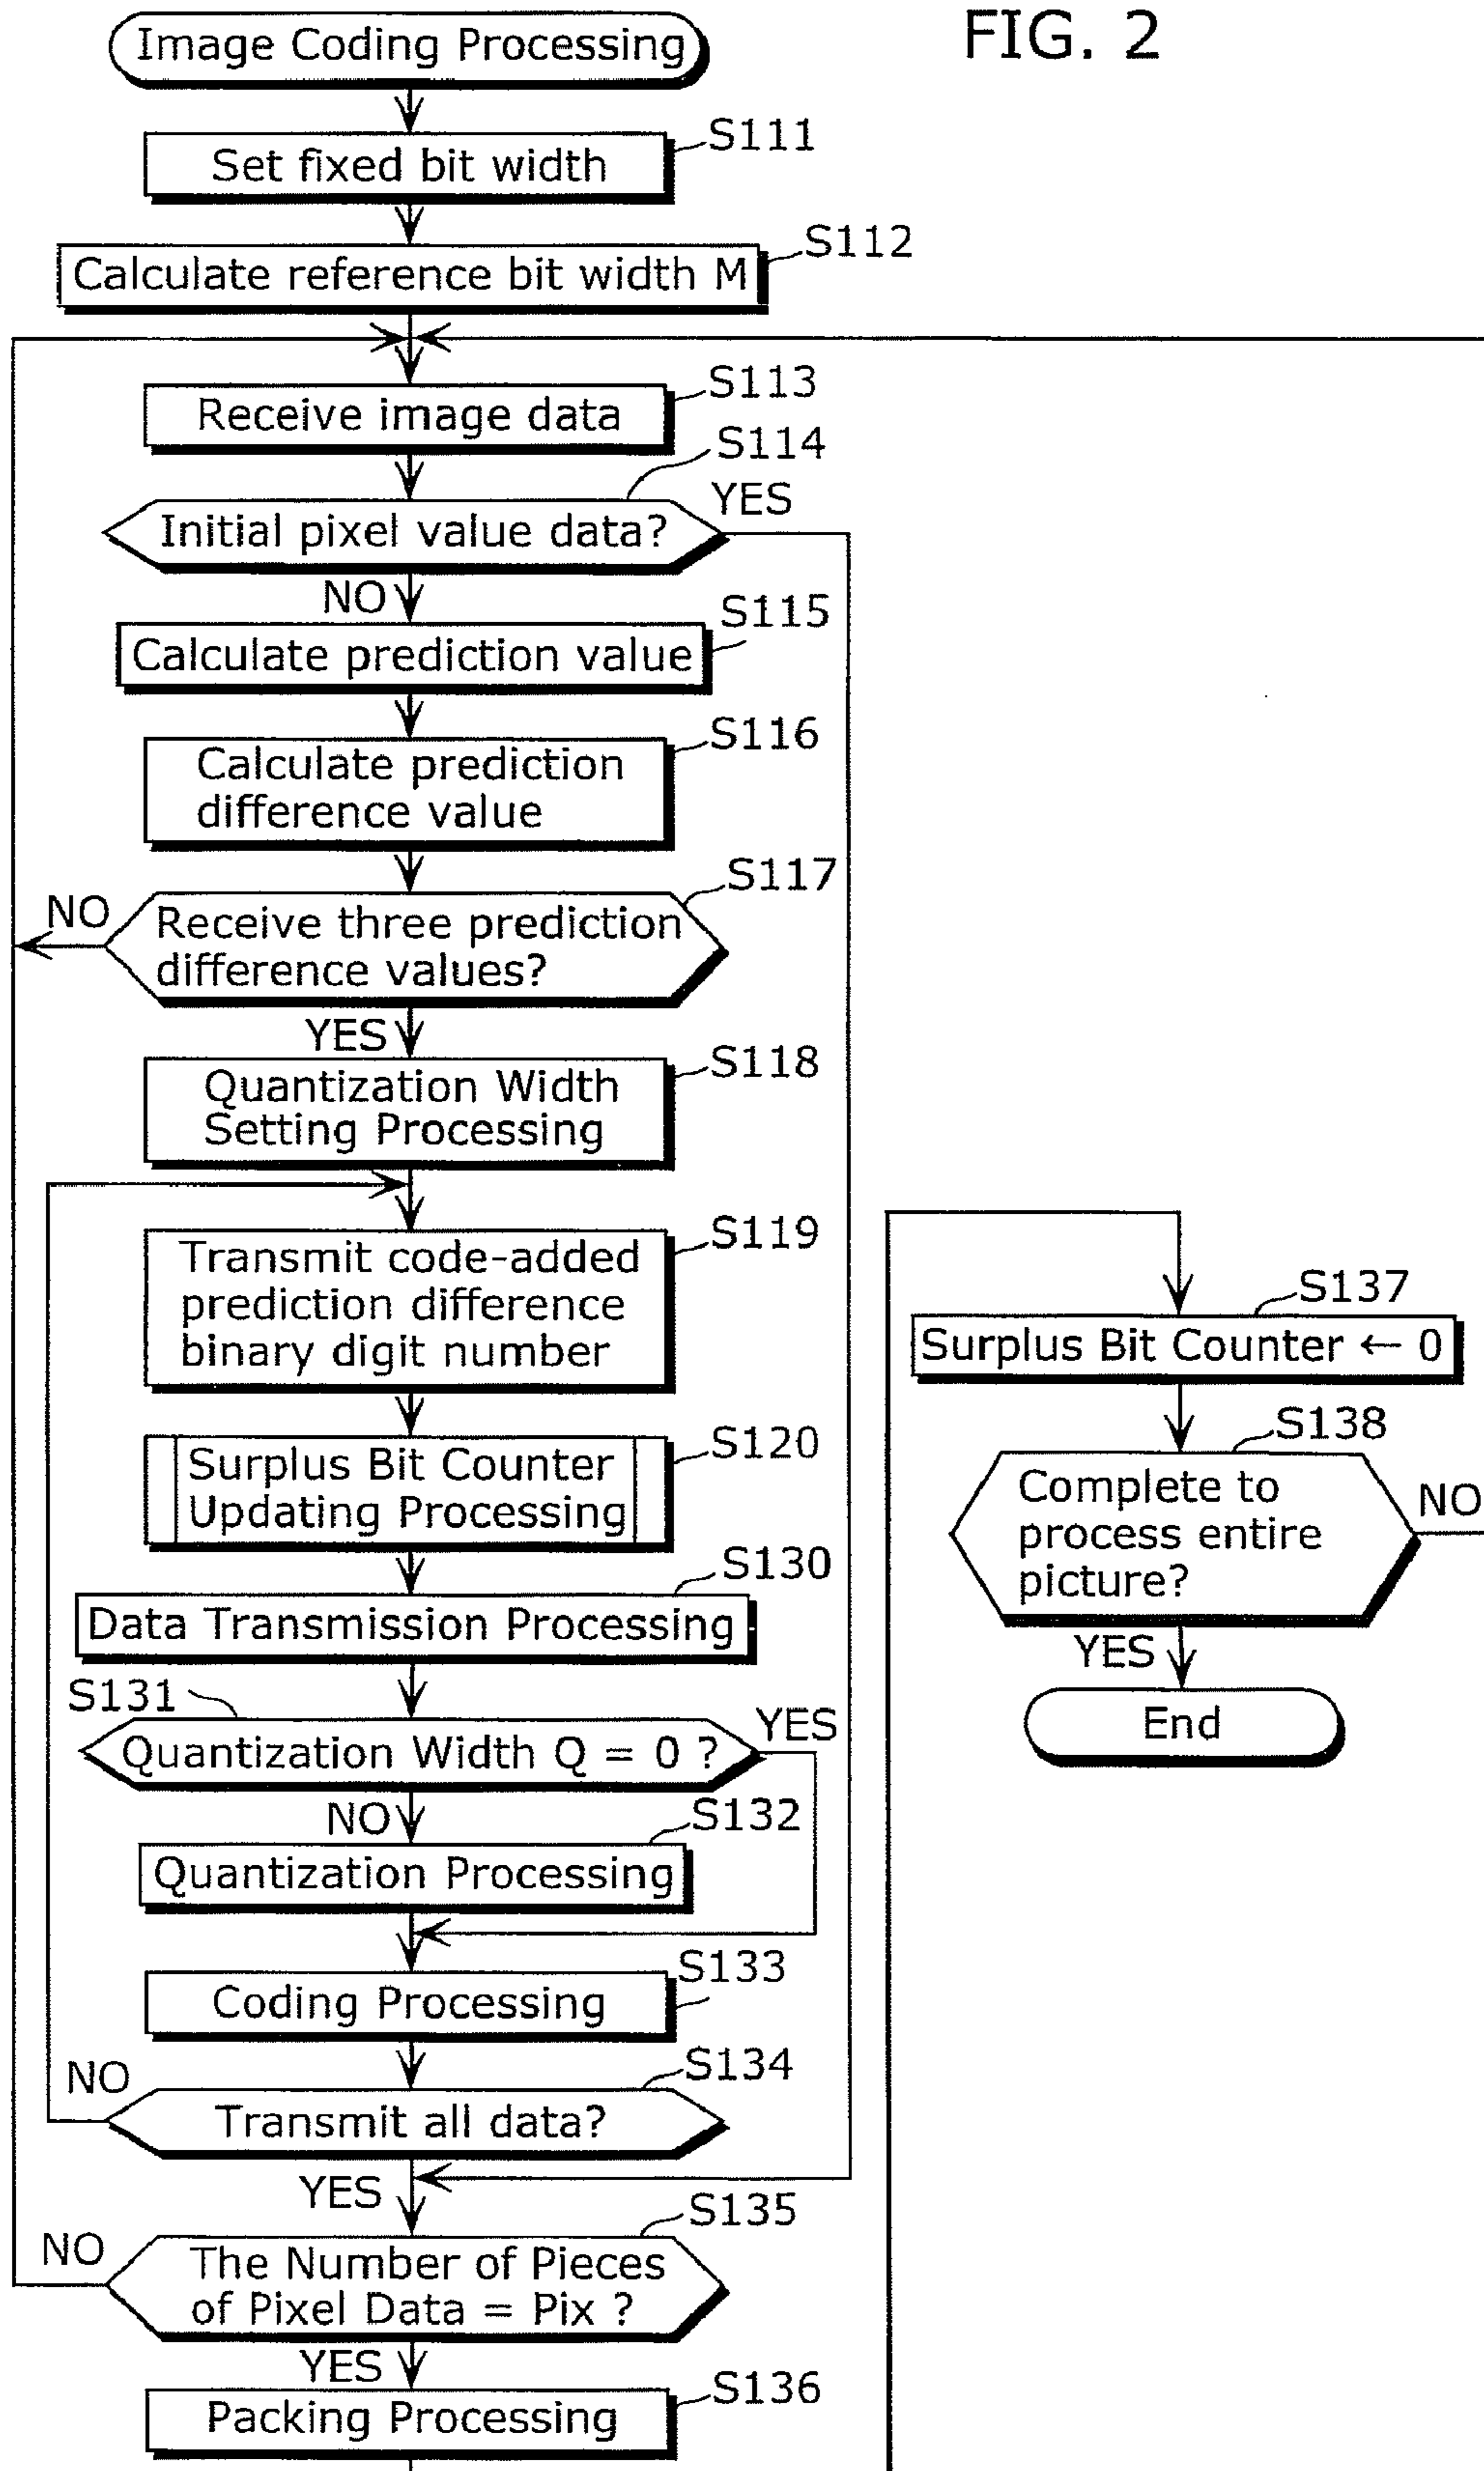 FIG. 2
Image Coding Processing
S111
Set fixed bit width
S112
Calculate reference bit width M
S113
Receive image data
S114
Initial pixel value data?
YES
NO
S115
Calculate prediction value
S116
Calculate prediction
difference value
S117
NO
Receive three prediction
difference values?
YES
S118
Quantization Width
Setting Processing
S119
Transmit code-added
prediction difference
binary digit number
S120
Surplus Bit Counter
Updating Processing
S130
Data Transmission Processing
S131
Quantization Width Q = 0 ?
YES
NO
S132
Quantization Processing
S133
Coding Processing
S134
NO
Transmit all data?
YES
S135
NO
The Number of Pieces
of Pixel Data = Pix ?
YES
S136
Packing Processing
S137
Surplus Bit Counter ← 0
S138
Complete to
process entire
picture?
NO
YES
End